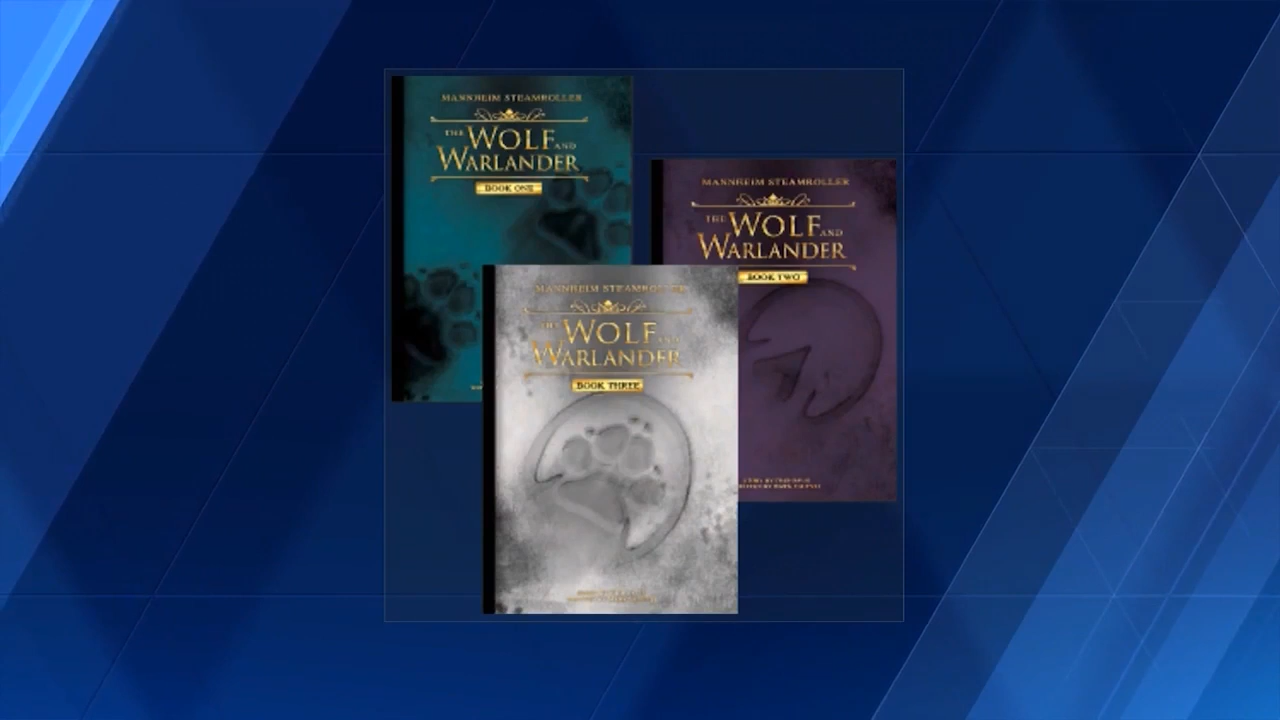 MANNHEIM STEAMROLLER
THE WOLF AND
WARLANDER
BOOK ONE
MANNHEIM STEAMROLLER
THE WOLF AND
WARLANDER
BOOK TWO
MANNHEIM STEAMROLLER
THE WOLF AND
WARLANDER
BOOK THREE